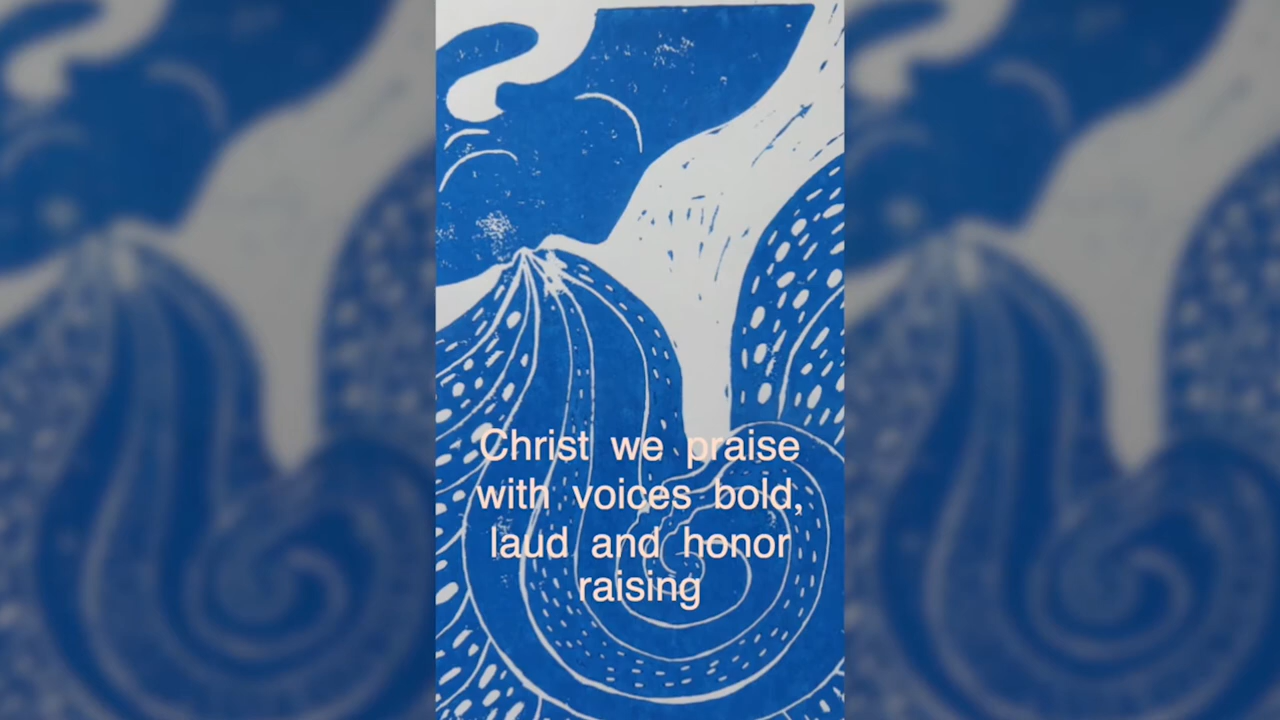 Christ we praise
with voices bold,
laud and honor
raising